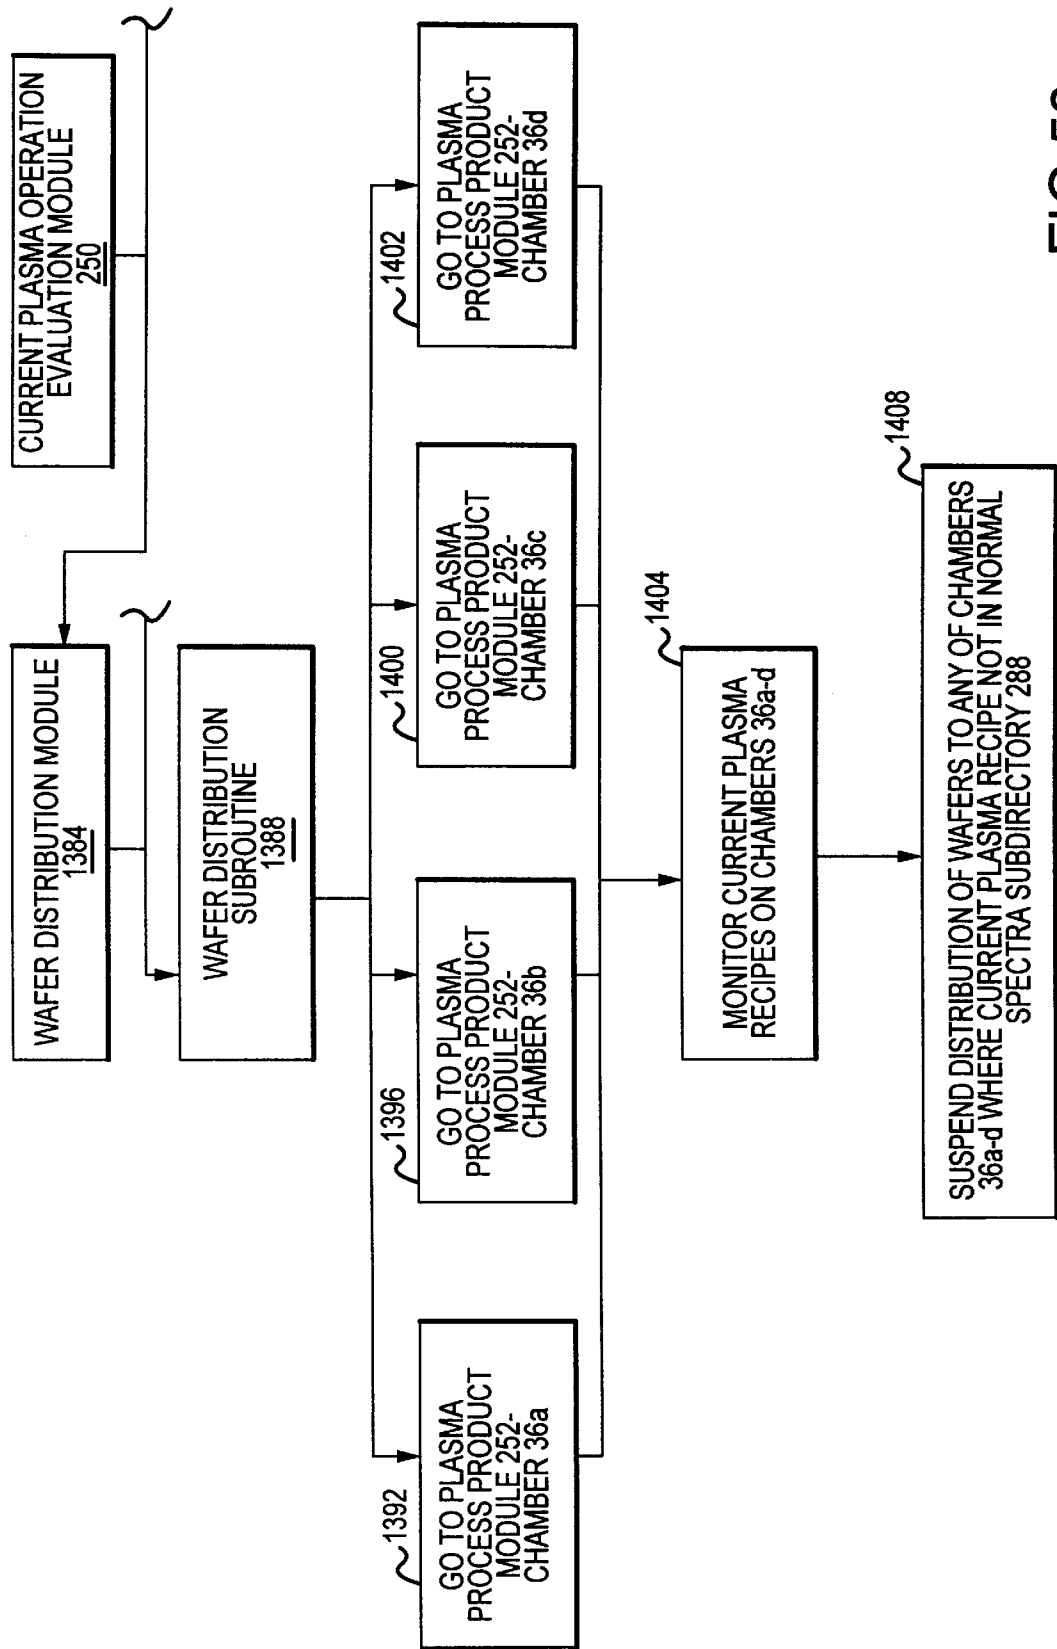 CURRENT PLASMA OPERATION
EVALUATION MODULE
250
WAFER DISTRIBUTION MODULE
1384
WAFER DISTRIBUTION
SUBROUTINE
1388
1392
GO TO PLASMA
PROCESS PRODUCT
MODULE 252-
CHAMBER 36a
1396
GO TO PLASMA
PROCESS PRODUCT
MODULE 252-
CHAMBER 36b
1400
GO TO PLASMA
PROCESS PRODUCT
MODULE 252-
CHAMBER 36c
1402
GO TO PLASMA
PROCESS PRODUCT
MODULE 252-
CHAMBER 36d
1404
MONITOR CURRENT PLASMA
RECIPES ON CHAMBERS 36a-d
1408
SUSPEND DISTRIBUTION OF WAFERS TO ANY OF CHAMBERS
36a-d WHERE CURRENT PLASMA RECIPE NOT IN NORMAL
SPECTRA SUBDIRECTORY 288